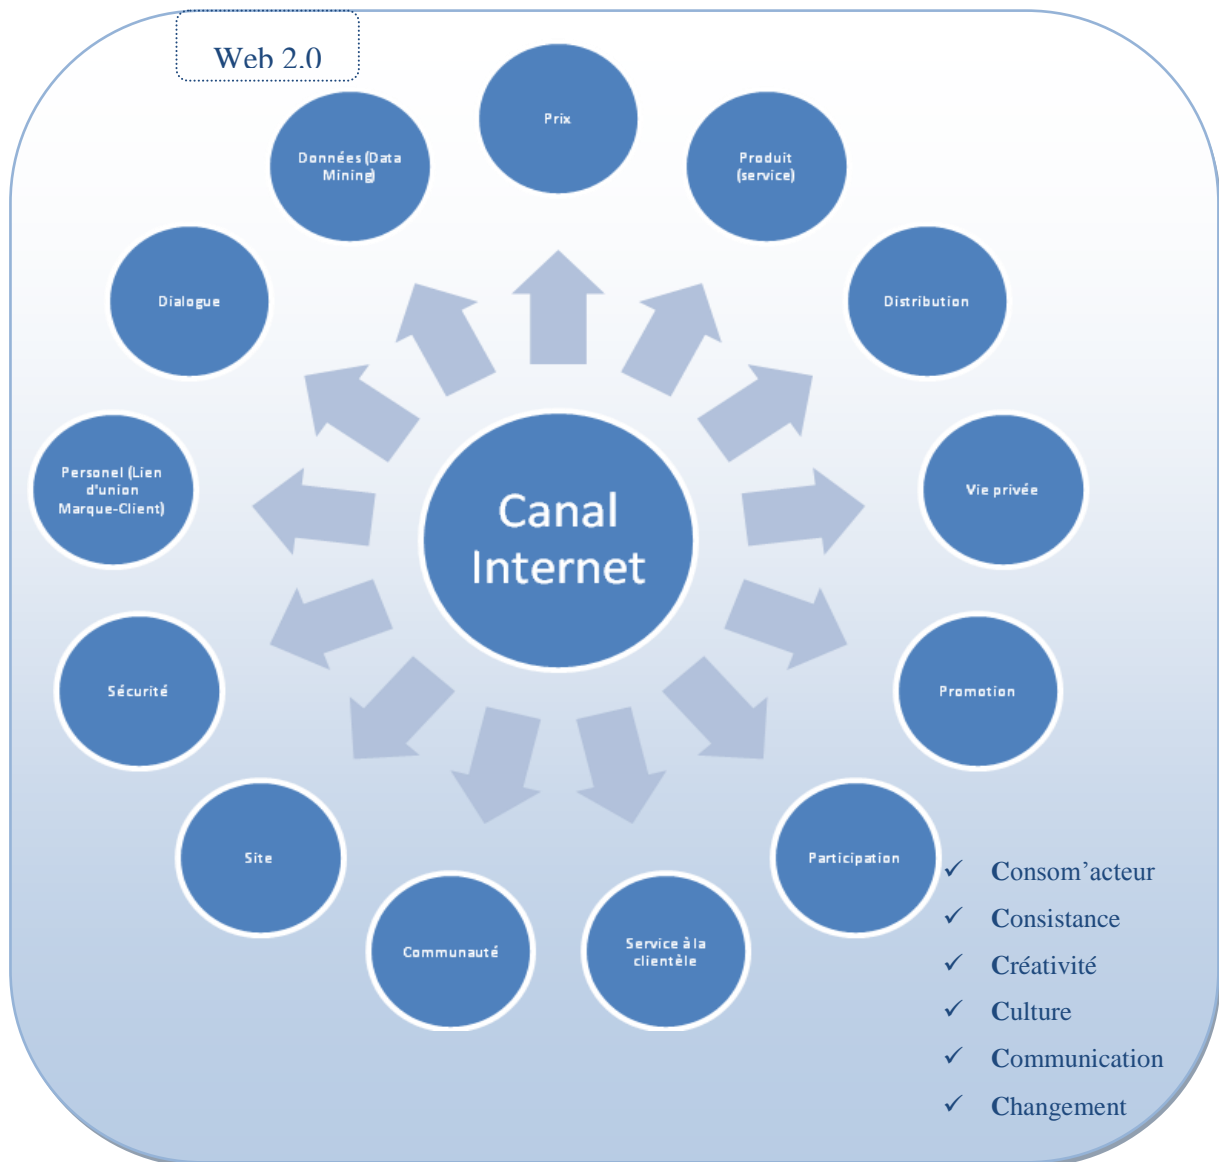 Web 2.0
Prix
Produit
(service)
Distribution
Vie privée
Promotion
Participation
Service à la
clientèle
Communauté
Site
Sécurité
Personel (Lien
d'union
Marque-Client)
Dialogue
Données (Data
Mining)
Canal
Internet
✓ Consom’acteur
✓ Consistance
✓ Créativité
✓ Culture
✓ Communication
✓ Changement